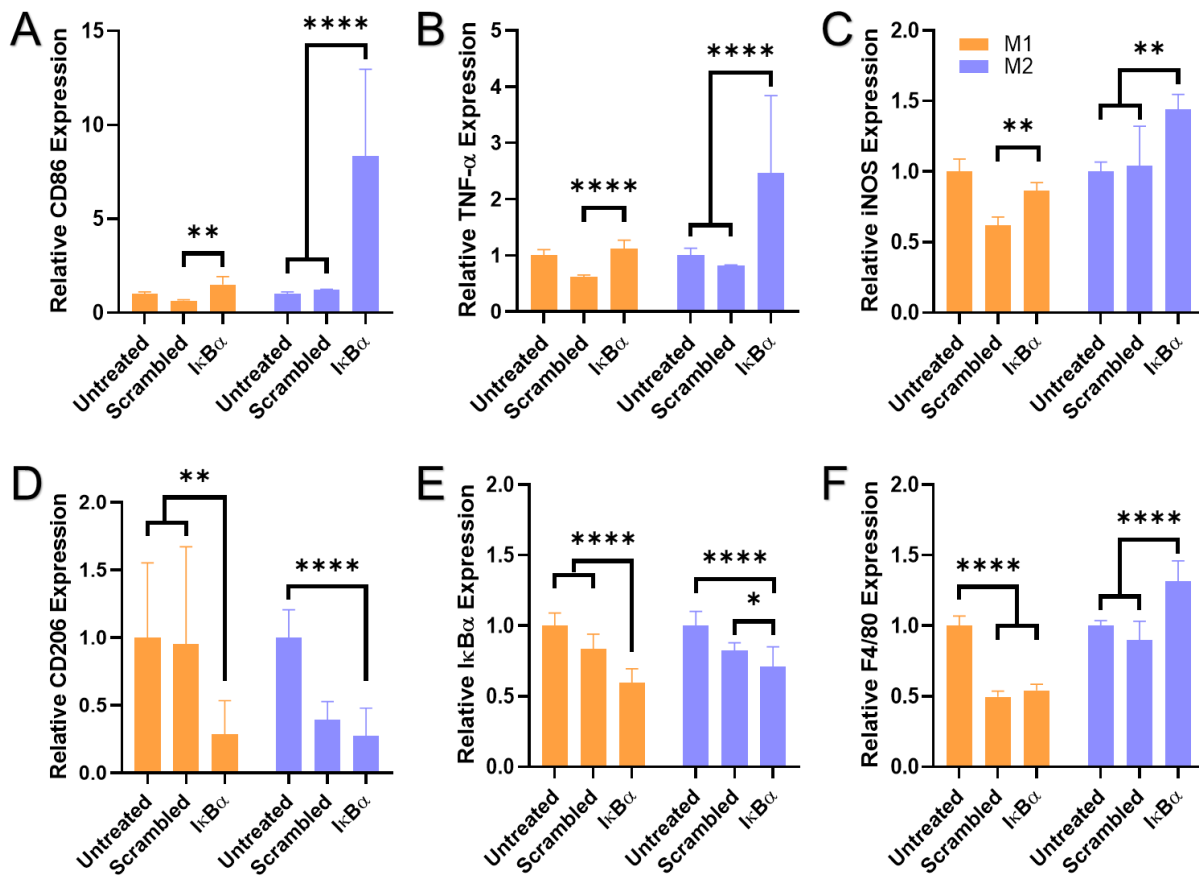 A
Relative CD86 Expression
15
10
5
0
**
****
Untreated
Scrambled
IκBα
Untreated
Scrambled
IκBα
B
Relative TNF-α Expression
5
4
3
2
1
0
****
****
Untreated
Scrambled
IκBα
Untreated
Scrambled
IκBα
C
Relative iNOS Expression
2.0
1.5
1.0
0.5
0.0
M1
M2
**
**
Untreated
Scrambled
IκBα
Untreated
Scrambled
IκBα
D
Relative CD206 Expression
2.0
1.5
1.0
0.5
0.0
**
****
Untreated
Scrambled
IκBα
Untreated
Scrambled
IκBα
E
Relative IκBα Expression
2.0
1.5
1.0
0.5
0.0
****
****
*
Untreated
Scrambled
IκBα
Untreated
Scrambled
IκBα
F
Relative F4/80 Expression
2.0
1.5
1.0
0.5
0.0
****
****
Untreated
Scrambled
IκBα
Untreated
Scrambled
IκBα